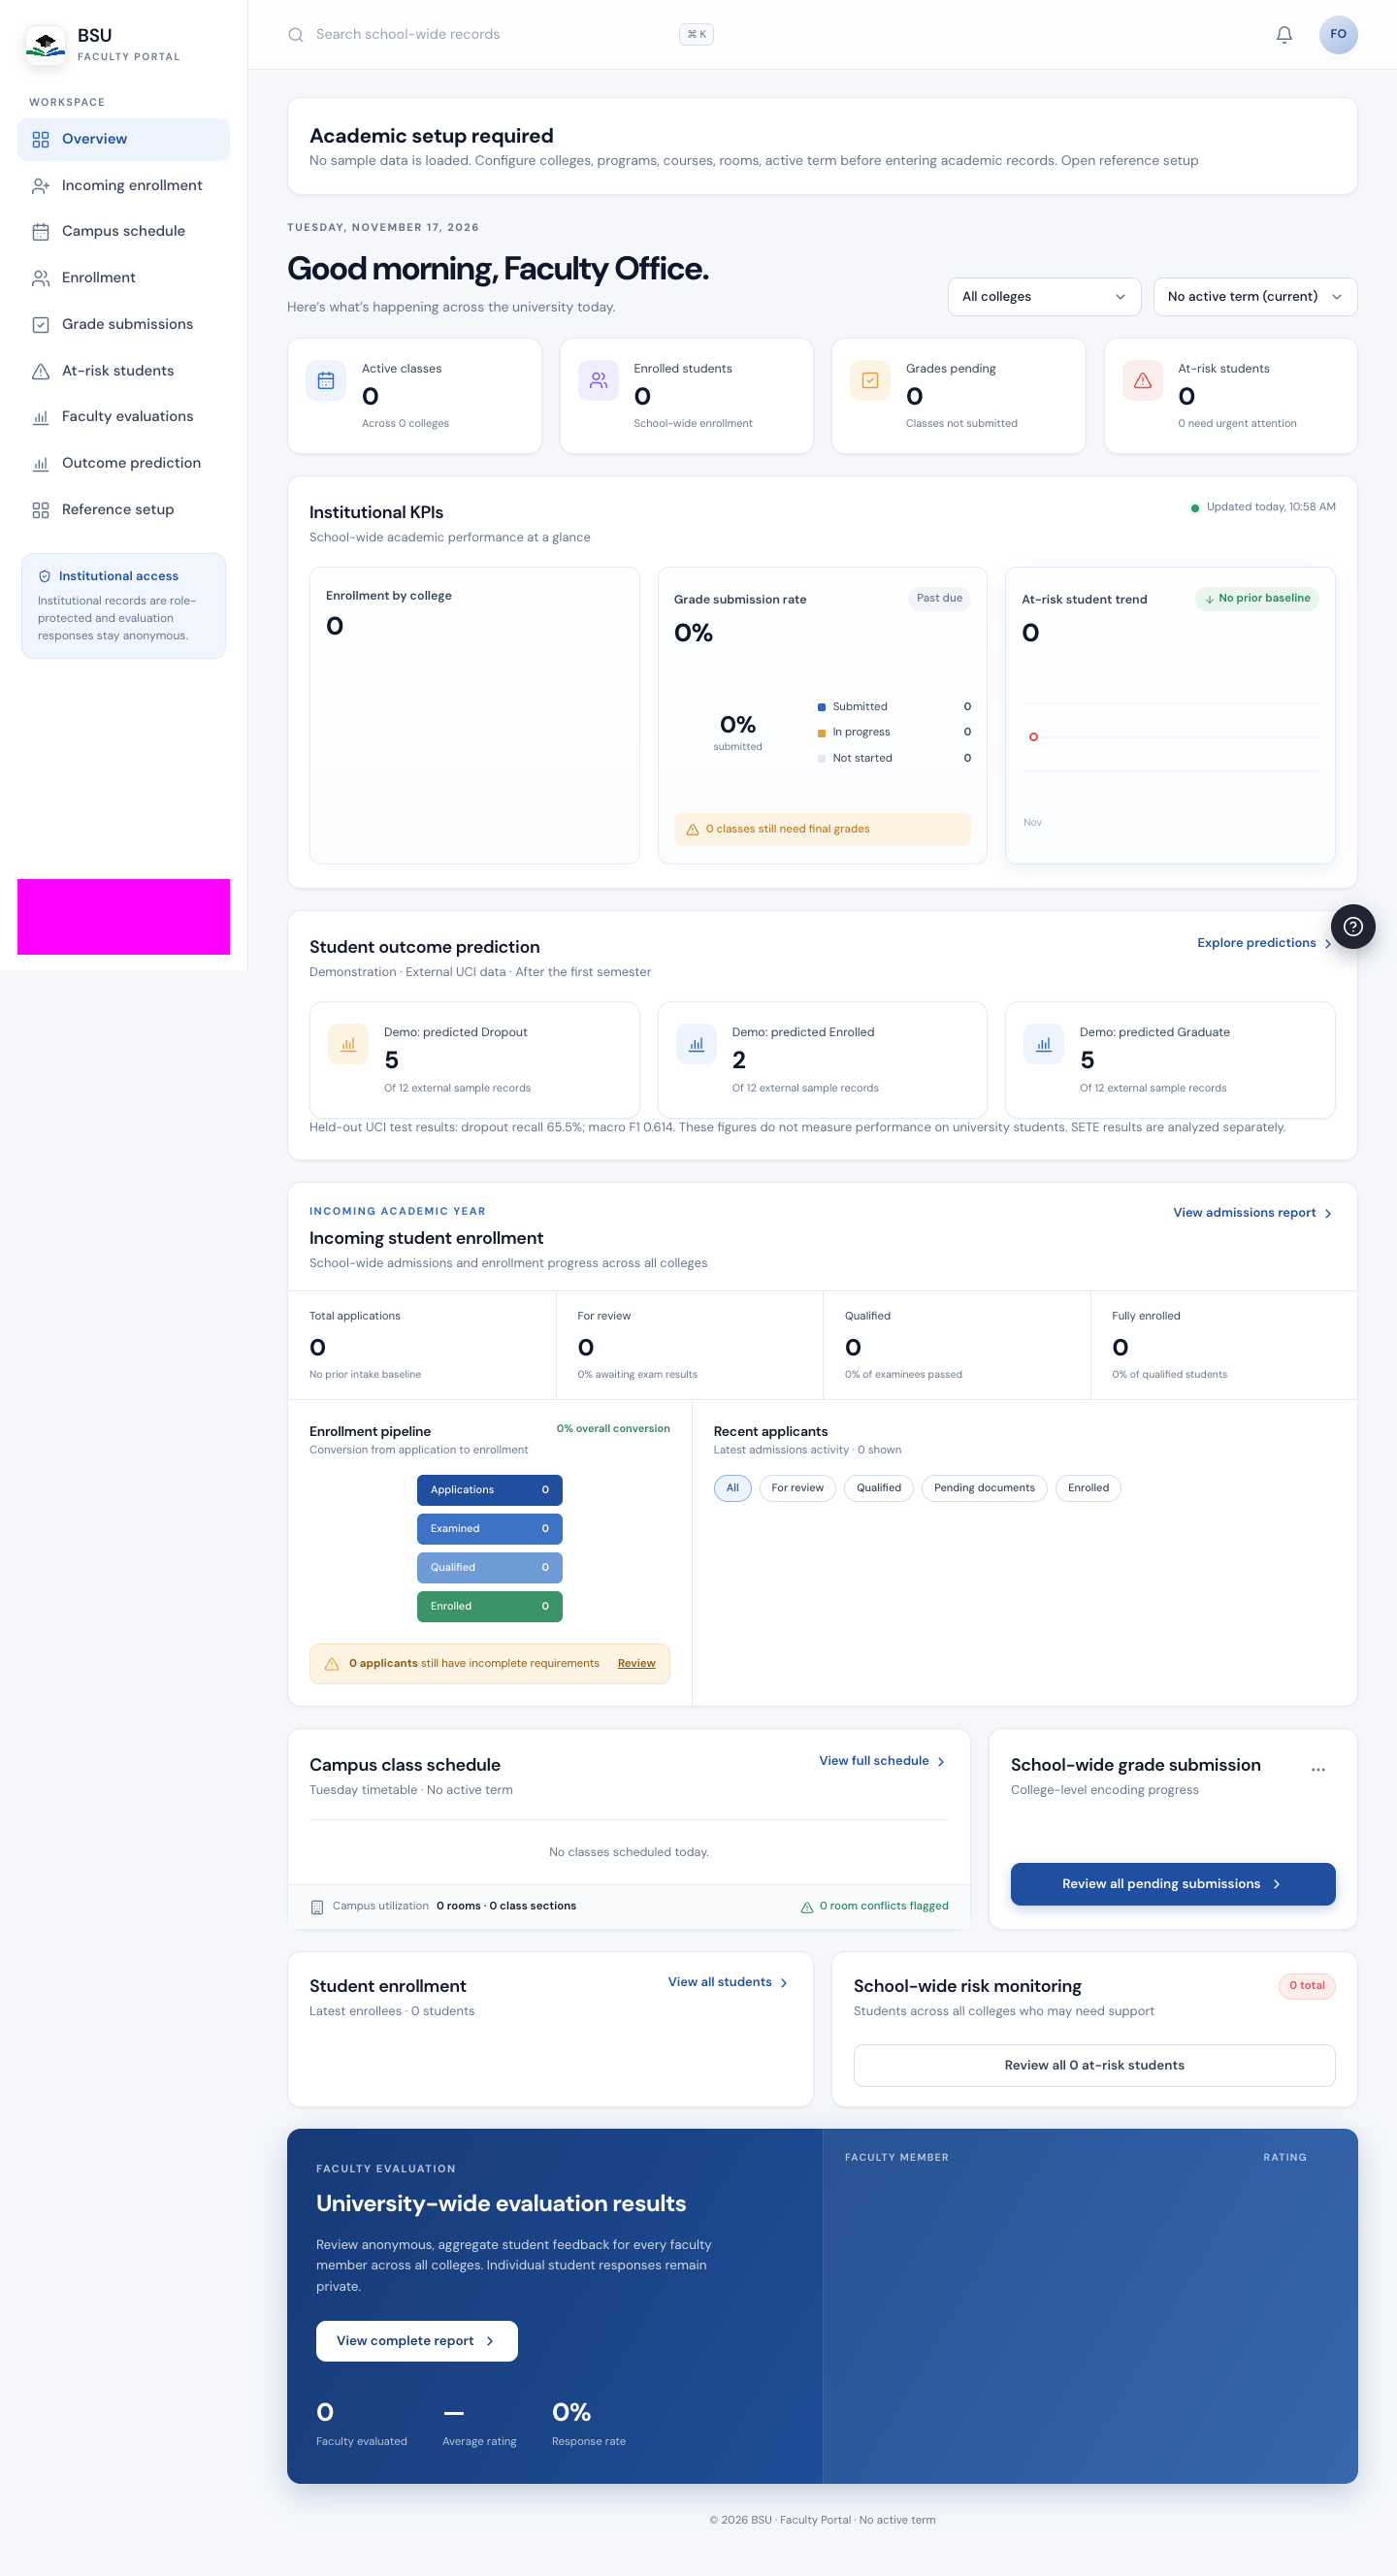 BSU
FACULTY PORTAL
WORKSPACE
Overview
Incoming enrollment
Campus schedule
Enrollment
Grade submissions
At-risk students
Faculty evaluations
Outcome prediction
Reference setup
Institutional access
Institutional records are role-
protected and evaluation
responses stay anonymous.
Search school-wide records
⌘ K
FO
Academic setup required
No sample data is loaded. Configure colleges, programs, courses, rooms, active term before entering academic records. Open reference setup
TUESDAY, NOVEMBER 17, 2026
Good morning, Faculty Office.
Here's what's happening across the university today.
All colleges
No active term (current)
Active classes
0
Across 0 colleges
Enrolled students
0
School-wide enrollment
Grades pending
0
Classes not submitted
At-risk students
0
0 need urgent attention
Institutional KPIs
School-wide academic performance at a glance
Updated today, 10:58 AM
Enrollment by college
0
Grade submission rate
Past due
0%
0%
submitted
Submitted 0
In progress 0
Not started 0
0 classes still need final grades
At-risk student trend
No prior baseline
0
Nov
Student outcome prediction
Demonstration · External UCI data · After the first semester
Explore predictions
Demo: predicted Dropout
5
Of 12 external sample records
Demo: predicted Enrolled
2
Of 12 external sample records
Demo: predicted Graduate
5
Of 12 external sample records
Held-out UCI test results: dropout recall 65.5%; macro F1 0.614. These figures do not measure performance on university students. SETE results are analyzed separately.
INCOMING ACADEMIC YEAR
Incoming student enrollment
School-wide admissions and enrollment progress across all colleges
View admissions report
Total applications
0
No prior intake baseline
For review
0
0% awaiting exam results
Qualified
0
0% of examinees passed
Fully enrolled
0
0% of qualified students
Enrollment pipeline
Conversion from application to enrollment
0% overall conversion
Applications 0
Examined 0
Qualified 0
Enrolled 0
0 applicants still have incomplete requirements Review
Recent applicants
Latest admissions activity · 0 shown
All
For review
Qualified
Pending documents
Enrolled
Campus class schedule
Tuesday timetable · No active term
View full schedule
No classes scheduled today.
Campus utilization 0 rooms · 0 class sections
0 room conflicts flagged
School-wide grade submission
College-level encoding progress
Review all pending submissions
Student enrollment
Latest enrollees · 0 students
View all students
School-wide risk monitoring
Students across all colleges who may need support
0 total
Review all 0 at-risk students
FACULTY EVALUATION
University-wide evaluation results
Review anonymous, aggregate student feedback for every faculty
member across all colleges. Individual student responses remain
private.
View complete report
0
Faculty evaluated
—
Average rating
0%
Response rate
FACULTY MEMBER
RATING
© 2026 BSU · Faculty Portal · No active term